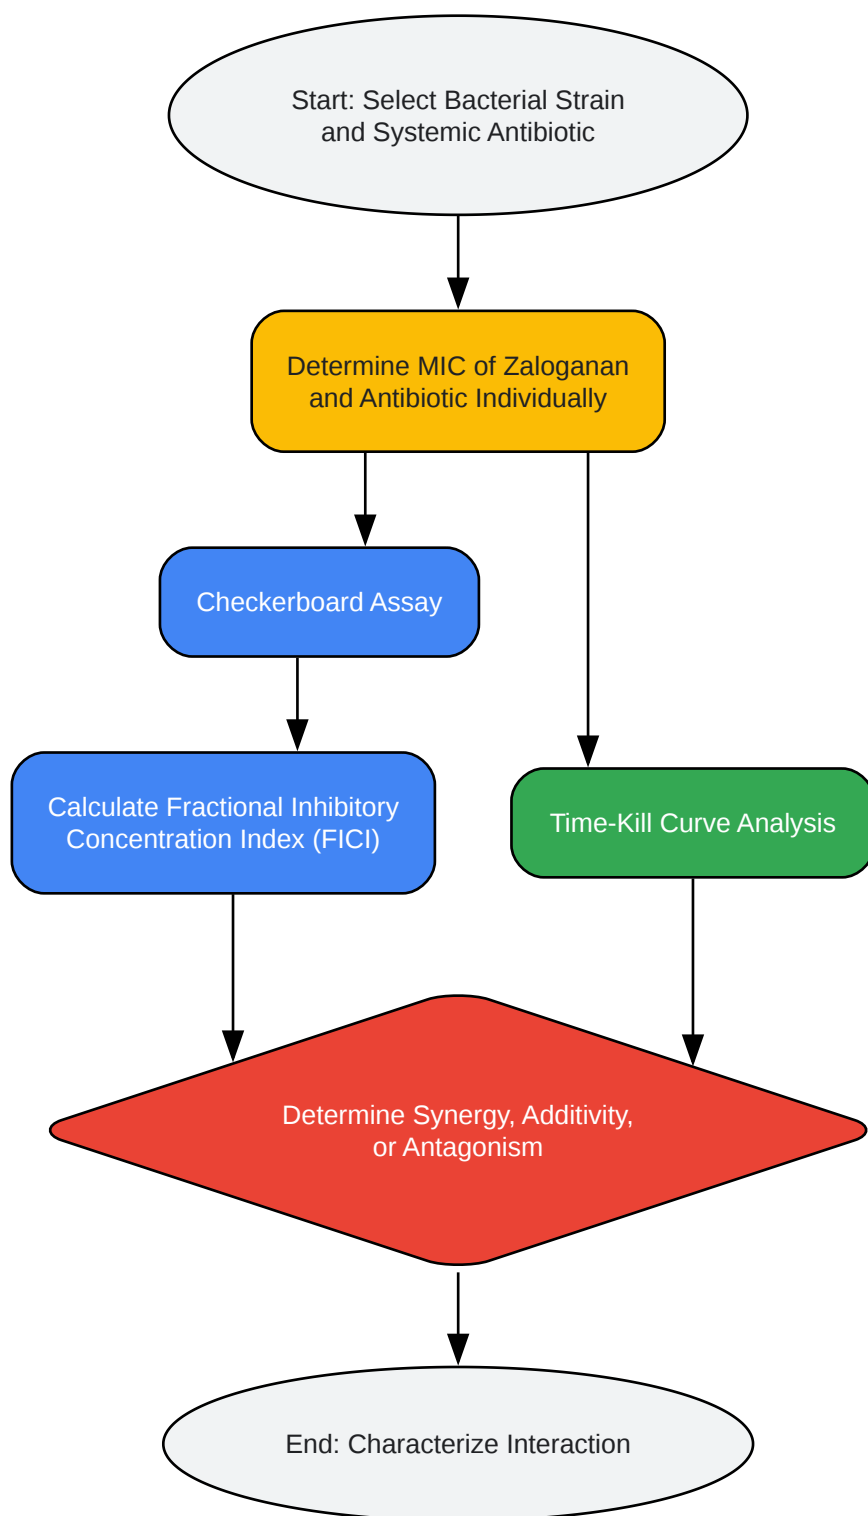 Start: Select Bacterial Strain
and Systemic Antibiotic
Determine MIC of Zaloganan
and Antibiotic Individually
Checkerboard Assay
Calculate Fractional Inhibitory
Concentration Index (FICI)
Time-Kill Curve Analysis
Determine Synergy, Additivity,
or Antagonism
End: Characterize Interaction